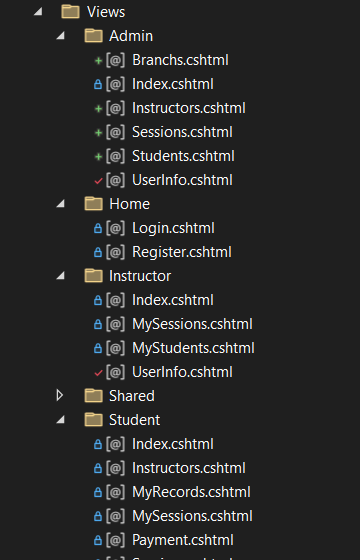 Views
Admin
Branchs.cshtml
Index.cshtml
Instructors.cshtml
Sessions.cshtml
Students.cshtml
UserInfo.cshtml
Home
Login.cshtml
Register.cshtml
Instructor
Index.cshtml
MySessions.cshtml
MyStudents.cshtml
UserInfo.cshtml
Shared
Student
Index.cshtml
Instructors.cshtml
MyRecords.cshtml
MySessions.cshtml
Payment.cshtml